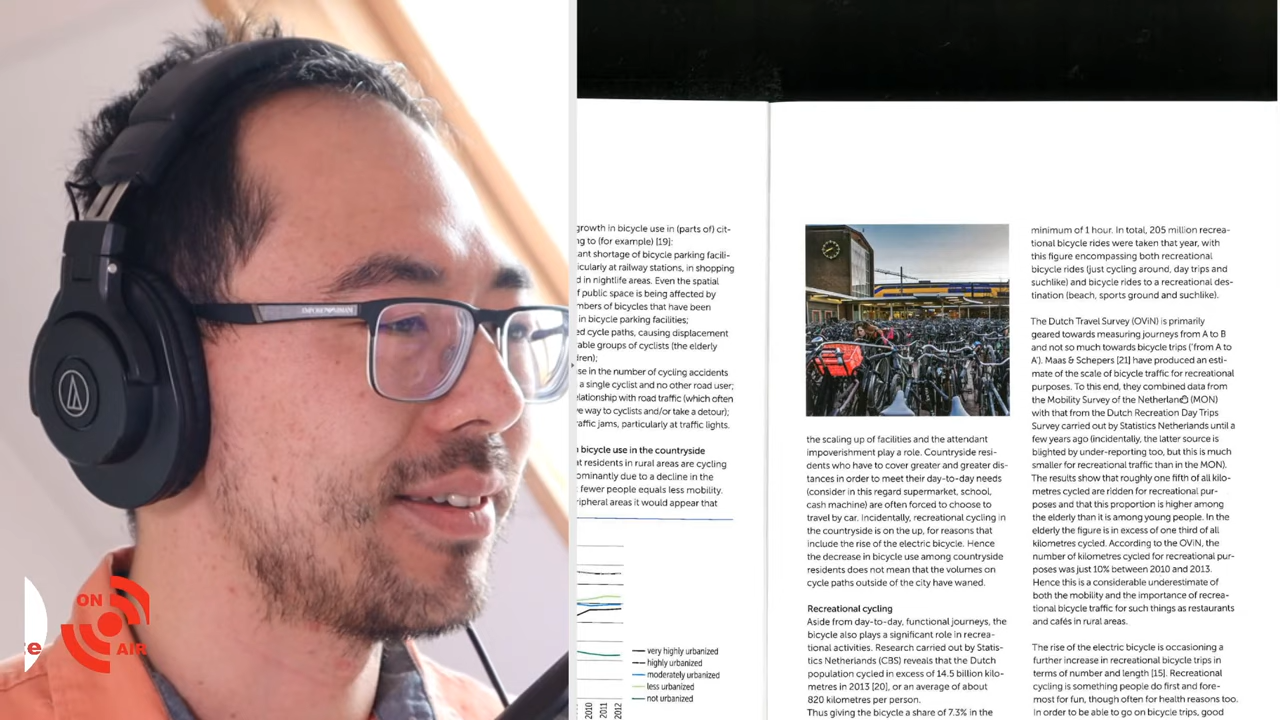 EMPORIO ARMANI
ON
AIR
growth in bicycle use in (parts of) cit-
ng to (for example) [19]:
ant shortage of bicycle parking facili-
icularly at railway stations, in shopping
d in nightlife areas. Even the spatial
f public space is being affected by
mbers of bicycles that have been
in bicycle parking facilities;
ed cycle paths, causing displacement
able groups of cyclists (the elderly
dren);
se in the number of cycling accidents
a single cyclist and no other road user;
elationship with road traffic (which often
ve way to cyclists and/or take a detour);
affic jams, particularly at traffic lights.
bicycle use in the countryside
at residents in rural areas are cycling
ominantly due to a decline in the
: fewer people equals less mobility.
ripheral areas it would appear that
very highly urbanized
highly urbanized
moderately urbanized
less urbanized
not urbanized
2010
2011
2012
the scaling up of facilities and the attendant
impoverishment play a role. Countryside resi-
dents who have to cover greater and greater dis-
tances in order to meet their day-to-day needs
(consider in this regard supermarket, school,
cash machine) are often forced to choose to
travel by car. Incidentally, recreational cycling in
the countryside is on the up, for reasons that
include the rise of the electric bicycle. Hence
the decrease in bicycle use among countryside
residents does not mean that the volumes on
cycle paths outside of the city have waned.
Recreational cycling
Aside from day-to-day, functional journeys, the
bicycle also plays a significant role in recrea-
tional activities. Research carried out by Statis-
tics Netherlands (CBS) reveals that the Dutch
population cycled in excess of 14.5 billion kilo-
metres in 2013 [20], or an average of about
820 kilometres per person.
Thus giving the bicycle a share of 7.3% in the
minimum of 1 hour. In total, 205 million recrea-
tional bicycle rides were taken that year, with
this figure encompassing both recreational
bicycle rides (just cycling around, day trips and
suchlike) and bicycle rides to a recreational des-
tination (beach, sports ground and suchlike).
The Dutch Travel Survey (OViN) is primarily
geared towards measuring journeys from A to B
and not so much towards bicycle trips ('from A to
A'). Maas & Schepers [21] have produced an esti-
mate of the scale of bicycle traffic for recreational
purposes. To this end, they combined data from
the Mobility Survey of the Netherlands (MON)
with that from the Dutch Recreation Day Trips
Survey carried out by Statistics Netherlands until a
few years ago (incidentally, the latter source is
blighted by under-reporting too, but this is much
smaller for recreational traffic than in the MON).
The results show that roughly one fifth of all kilo-
metres cycled are ridden for recreational pur-
poses and that this proportion is higher among
the elderly than it is among young people. In the
elderly the figure is in excess of one third of all
kilometres cycled. According to the OViN, the
number of kilometres cycled for recreational pur-
poses was just 10% between 2010 and 2013.
Hence this is a considerable underestimate of
both the mobility and the importance of recrea-
tional bicycle traffic for such things as restaurants
and cafés in rural areas.
The rise of the electric bicycle is occasioning a
further increase in recreational bicycle trips in
terms of number and length [15]. Recreational
cycling is something people do first and fore-
most for fun, though often for health reasons too.
In order to be able to go on bicycle trips, good